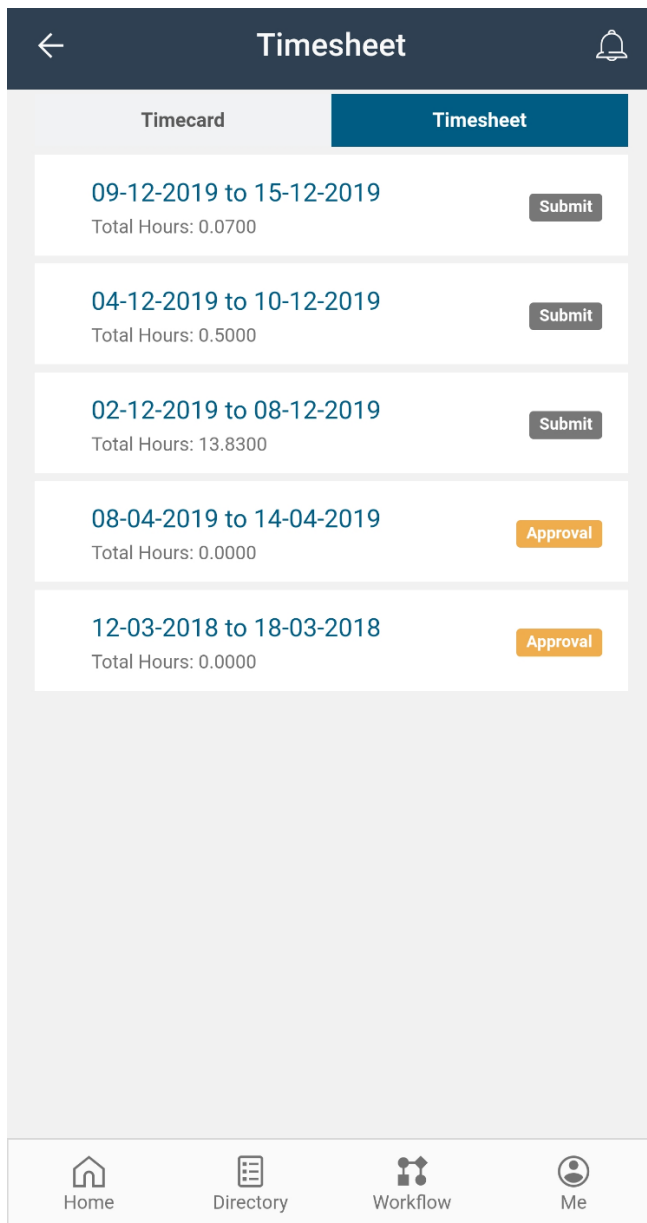 Timesheet
Timecard
Timesheet
09-12-2019 to 15-12-2019
Total Hours: 0.0700
Submit
04-12-2019 to 10-12-2019
Total Hours: 0.5000
Submit
02-12-2019 to 08-12-2019
Total Hours: 13.8300
Submit
08-04-2019 to 14-04-2019
Total Hours: 0.0000
Approval
12-03-2018 to 18-03-2018
Total Hours: 0.0000
Approval
Home
Directory
Workflow
Me